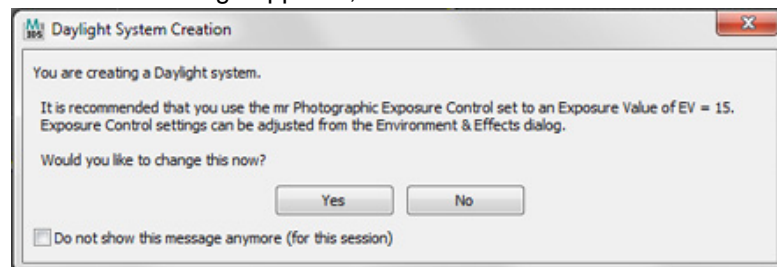 Daylight System Creation
You are creating a Daylight system.
It is recommended that you use the mr Photographic Exposure Control set to an Exposure Value of EV = 15.
Exposure Control settings can be adjusted from the Environment & Effects dialog.
Would you like to change this now?
Yes
No
Do not show this message anymore (for this session)